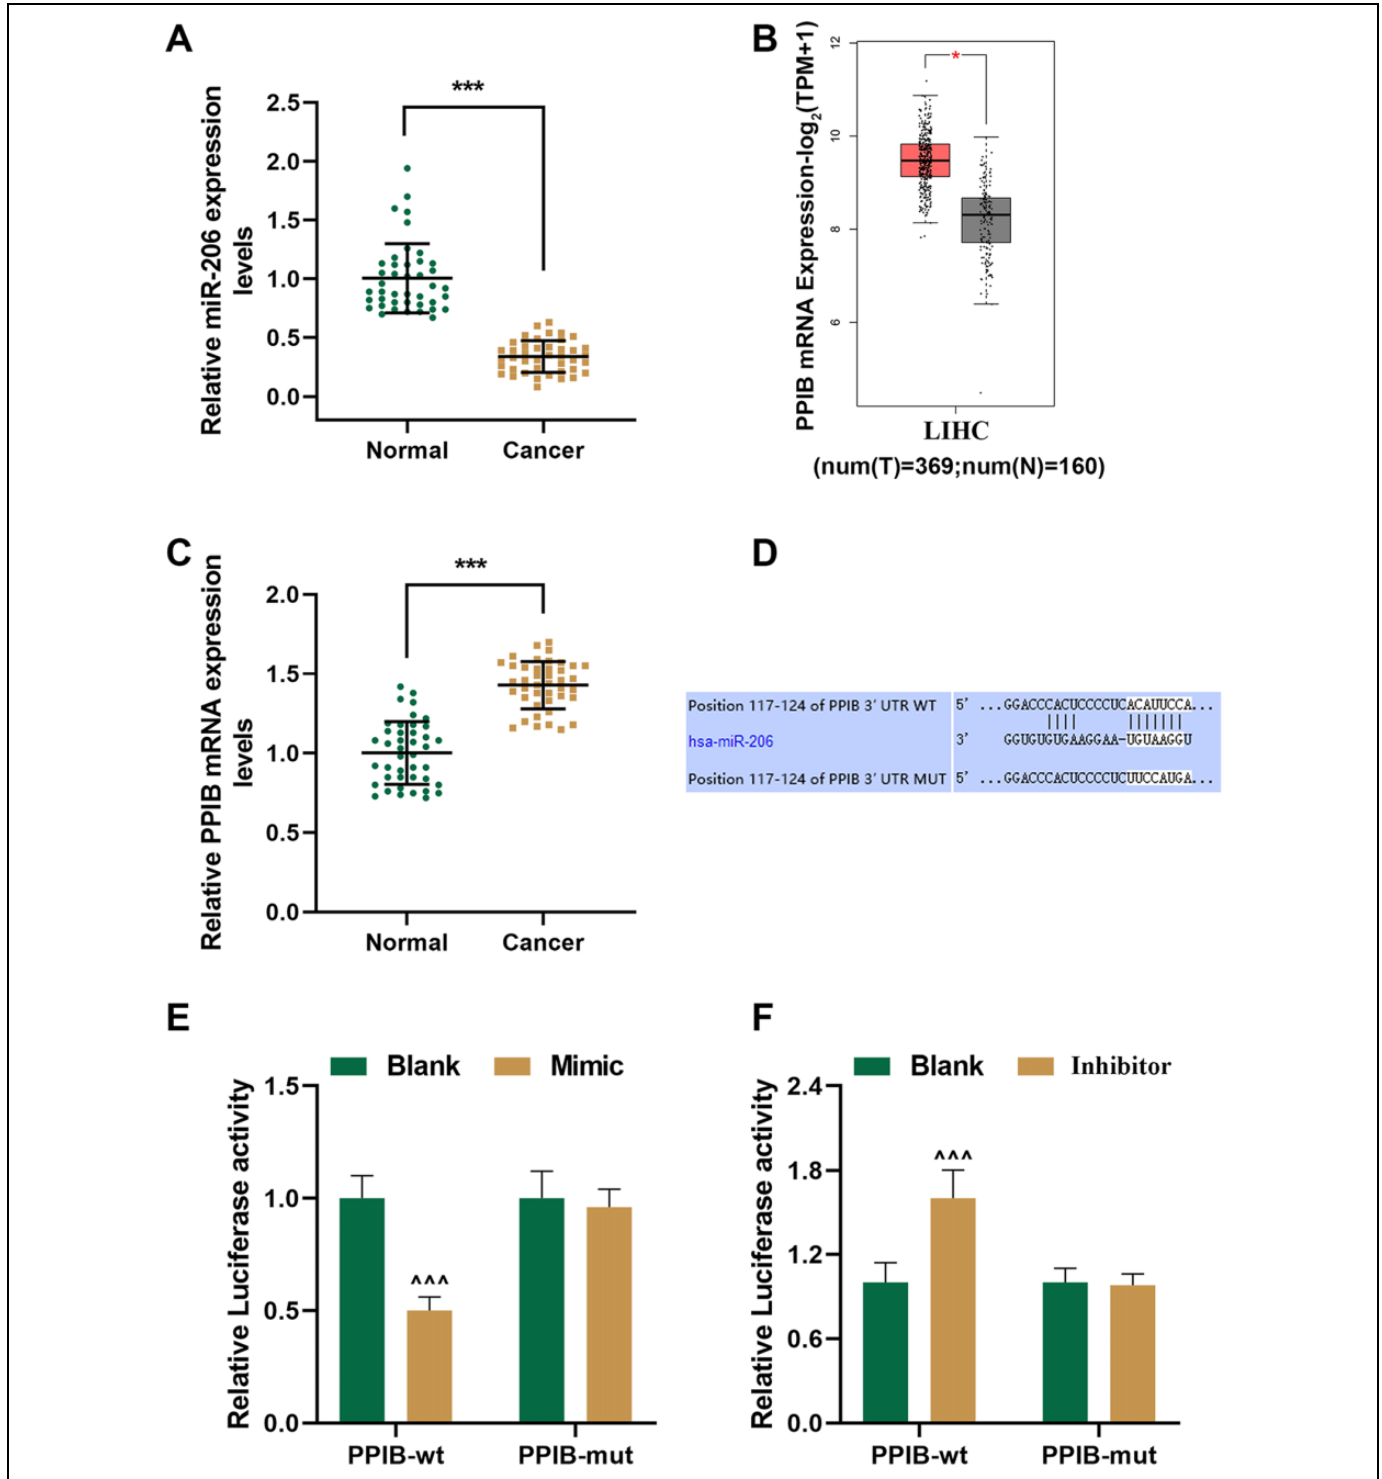 A
Relative miR-206 expression
levels
***
2.5
2.0
1.5
1.0
0.5
0.0
Normal Cancer
B
PPIB mRNA Expression-log2(TPM+1)
*
12
10
8
6
LIHC
(num(T)=369;num(N)=160)
C
Relative PPIB mRNA expression
levels
***
2.0
1.5
1.0
0.5
0.0
Normal Cancer
D
Position 117-124 of PPIB 3' UTR WT 5' ...GGACCCACUCCCCUCACAUUCCA...
hsa-miR-206 3' GGUGUGUGAAGGAA-UGUAAGGU
Position 117-124 of PPIB 3' UTR MUT 5' ...GGACCCACUCCCCUCUUCCAUGA...
E
Blank Mimic
Relative Luciferase activity
1.5
1.0
0.5
0.0
^^^
PPIB-wt PPIB-mut
F
Blank Inhibitor
Relative Luciferase activity
2.4
1.8
1.2
0.6
0.0
^^^
PPIB-wt PPIB-mut